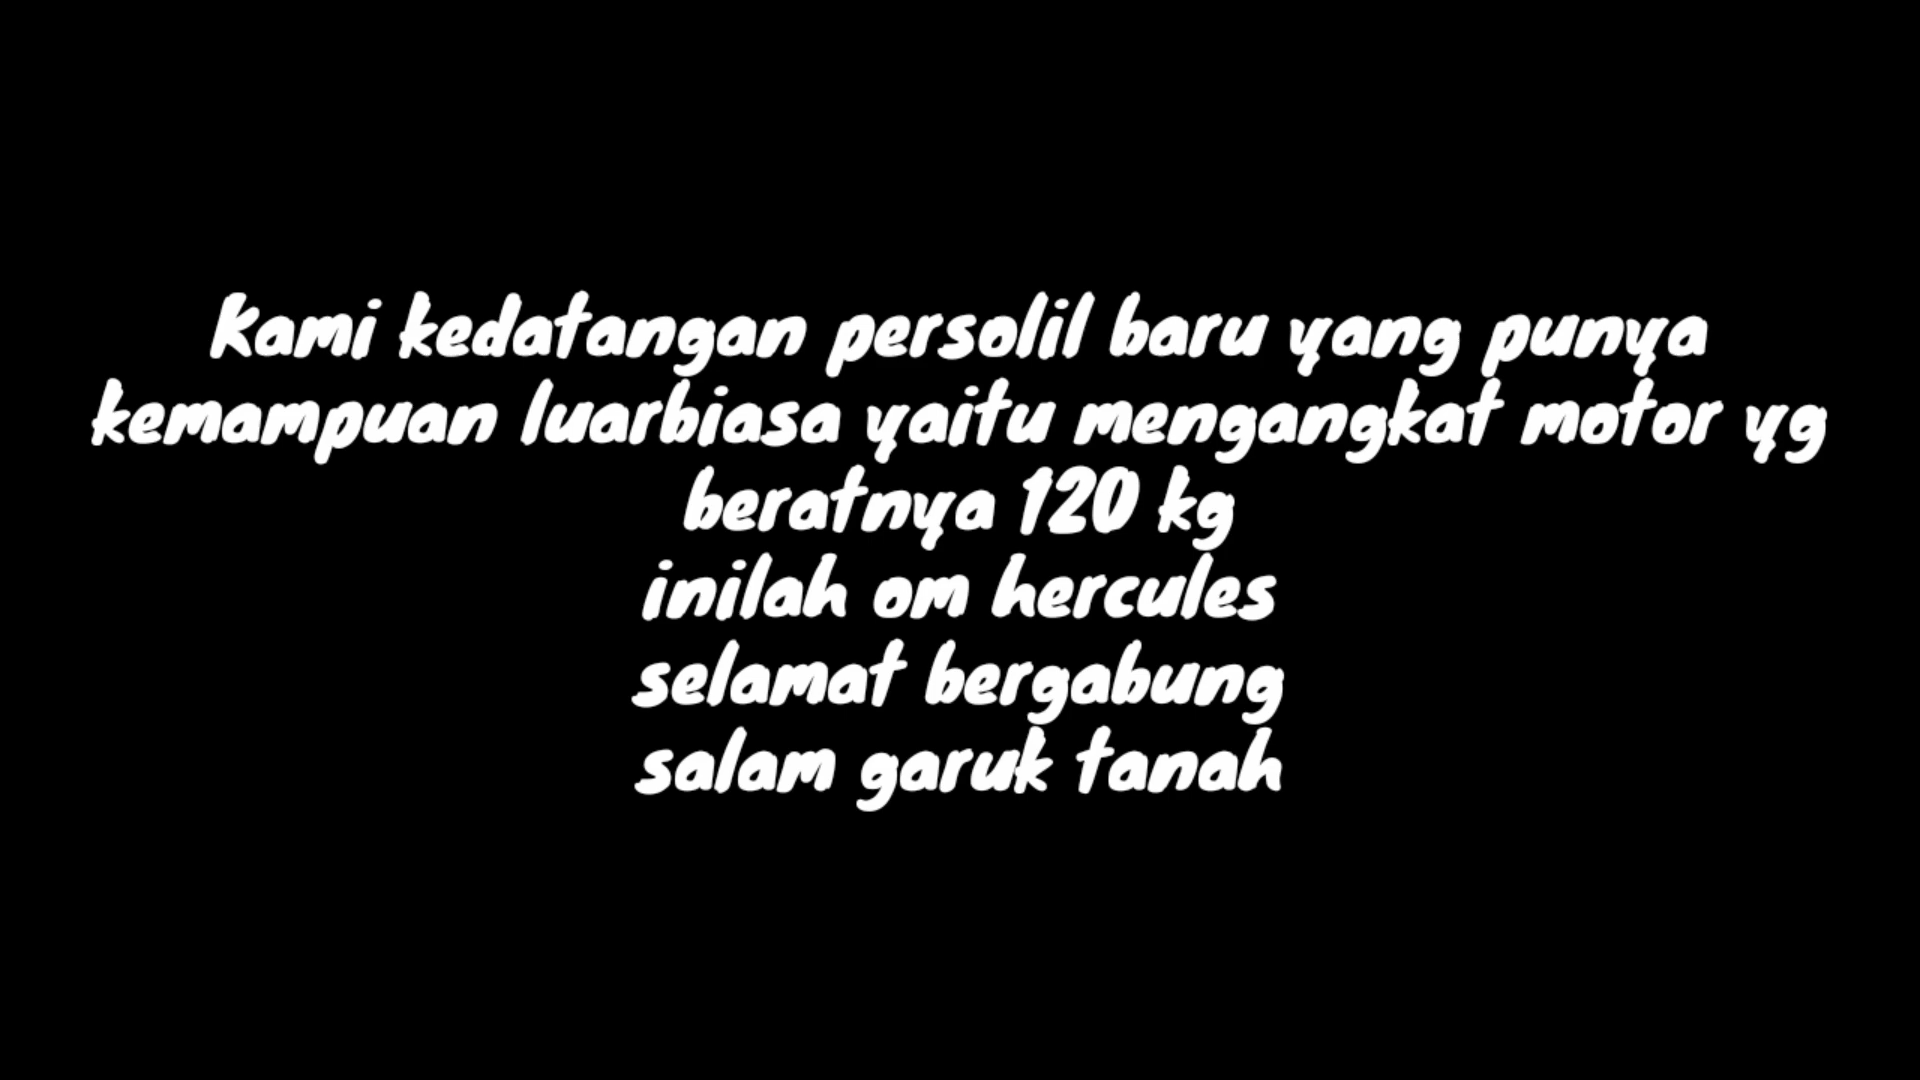 Kami kedatangan persolil baru yang punya
kemampuan luarbiasa yaitu mengangkat motor yg
beratnya 120 kg
inilah om hercules
selamat bergabung
salam garuk tanah